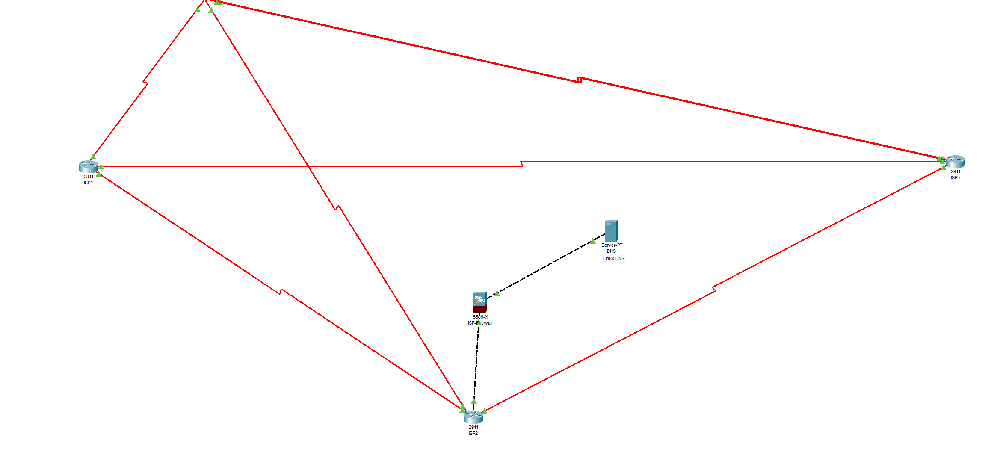 2911
ISP1
2911
ISP3
Server-PT
DNS
Linux DNS
5506-X
ISP-Firewall
2911
ISP2